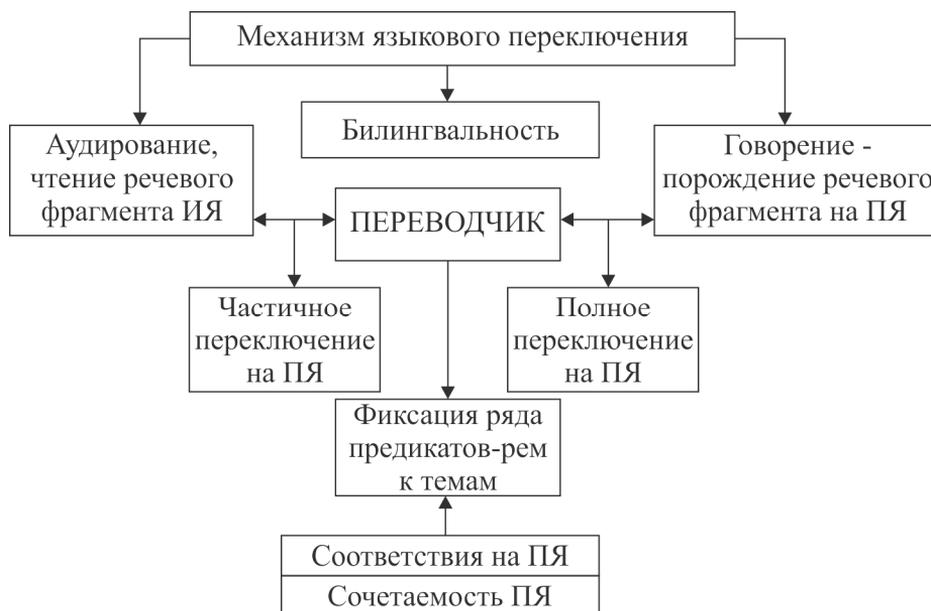 Механизм языкового переключения
Билингвальность
Аудирование,
чтение речевого
фрагмента ИЯ
Говорение -
порождение речевого
фрагмента на ПЯ
ПЕРЕВОДЧИК
Частичное
переключение
на ПЯ
Полное
переключение
на ПЯ
Фиксация ряда
предикатов-рем
к темам
Соответствия на ПЯ
Сочетаемость ПЯ